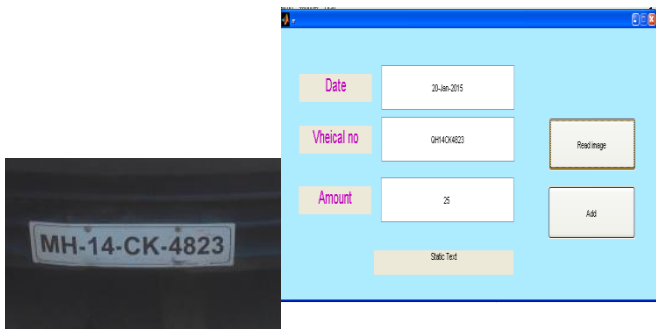 Date
20-Jan-2015
Vheical no
QH14CK4823
Read image
Amount
25
Add
Static Text
MH-14-CK-4823